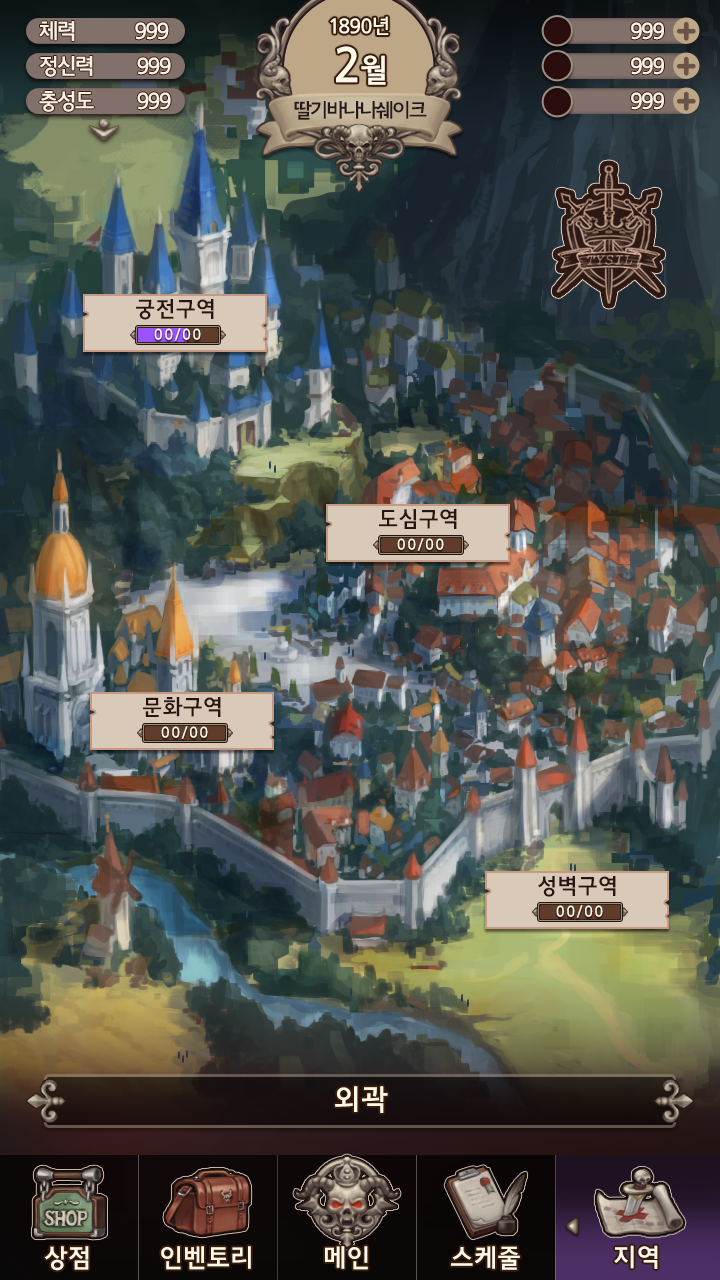 체력 999
정신력 999
충성도 999
1890년
2월
딸기바나나쉐이크
999
999
999
궁전구역
00/00
도심구역
00/00
문화구역
00/00
성벽구역
00/00
외곽
SHOP
상점
인벤토리
메인
스케줄
지역